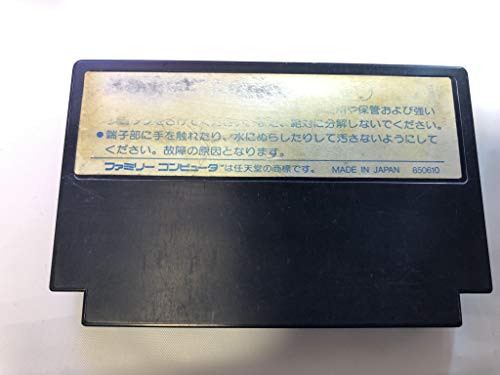 や保管および強い
絶対に分解しないでください。
●端子部に手を触れたり、水にぬらしたりして汚さないようにして
ください。故障の原因となります。
ファミリー コンピュータ は任天堂の商標です。 MADE IN JAPAN 850610